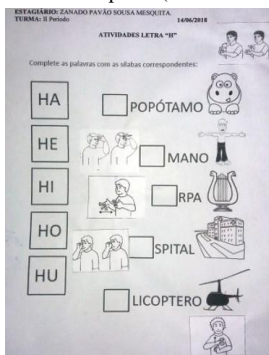 ESTAGIÁRIO: ZANADO PAVÃO SOUSA MESQUITA.
TURMA: II Período 14/06/2018
ATIVIDADES LETRA "H"
Complete as palavras com as sílabas correspondentes:
HA
POPÓTAMO
HE
MANO
HI
RPA
HO
SPITAL
HU
LICOPTERO